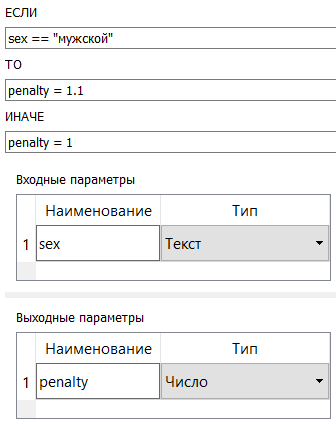 ЕСЛИ
sex == "мужской"
ТО
penalty = 1.1
ИНАЧЕ
penalty = 1
Входные параметры
Наименование Тип
1 sex Текст
Выходные параметры
Наименование Тип
1 penalty Число